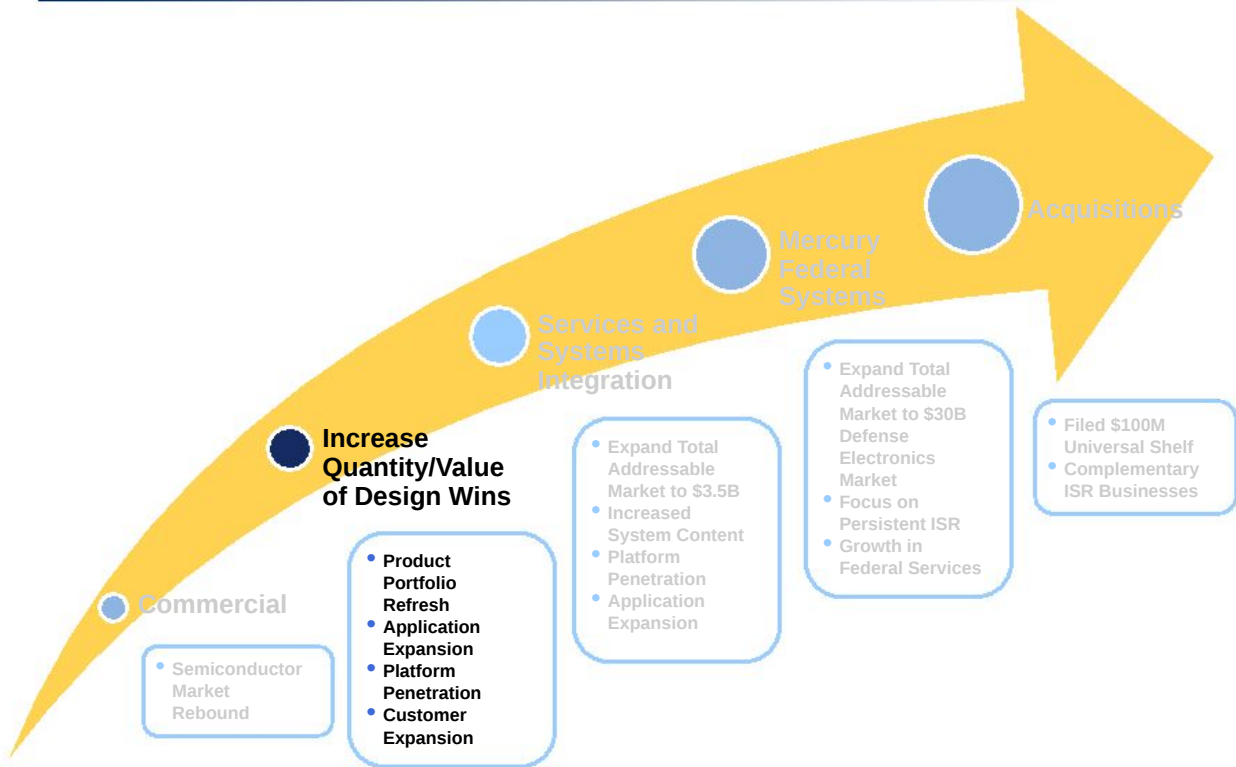 Acquisitions
Mercury
Federal
Systems
Services and
Systems
Integration
Increase
Quantity/Value
of Design Wins
Commercial
• Semiconductor
Market
Rebound
• Product
Portfolio
Refresh
• Application
Expansion
• Platform
Penetration
• Customer
Expansion
• Expand Total
Addressable
Market to $3.5B
• Increased
System Content
• Platform
Penetration
• Application
Expansion
• Expand Total
Addressable
Market to $30B
Defense
Electronics
Market
• Focus on
Persistent ISR
• Growth in
Federal Services
• Filed $100M
Universal Shelf
• Complementary
ISR Businesses